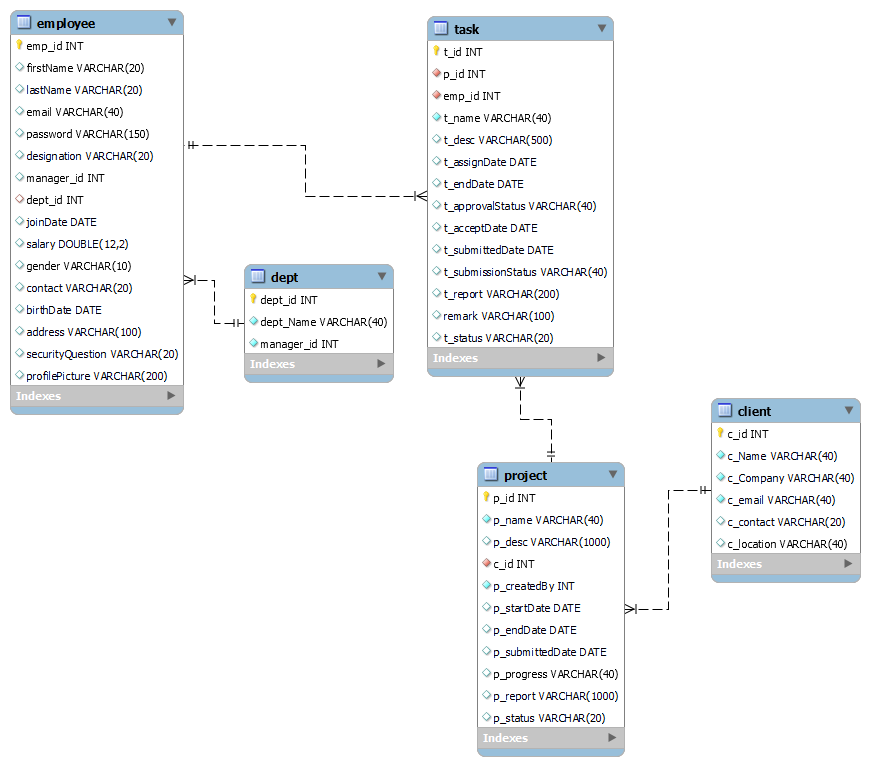 employee
emp_id INT
firstName VARCHAR(20)
lastName VARCHAR(20)
email VARCHAR(40)
password VARCHAR(150)
designation VARCHAR(20)
manager_id INT
dept_id INT
joinDate DATE
salary DOUBLE(12,2)
gender VARCHAR(10)
contact VARCHAR(20)
birthDate DATE
address VARCHAR(100)
securityQuestion VARCHAR(20)
profilePicture VARCHAR(200)
Indexes
dept
dept_id INT
dept_Name VARCHAR(40)
manager_id INT
Indexes
task
t_id INT
p_id INT
emp_id INT
t_name VARCHAR(40)
t_desc VARCHAR(500)
t_assignDate DATE
t_endDate DATE
t_approvalStatus VARCHAR(40)
t_acceptDate DATE
t_submittedDate DATE
t_submissionStatus VARCHAR(40)
t_report VARCHAR(200)
remark VARCHAR(100)
t_status VARCHAR(20)
Indexes
project
p_id INT
p_name VARCHAR(40)
p_desc VARCHAR(1000)
c_id INT
p_createdBy INT
p_startDate DATE
p_endDate DATE
p_submittedDate DATE
p_progress VARCHAR(40)
p_report VARCHAR(1000)
p_status VARCHAR(20)
Indexes
client
c_id INT
c_Name VARCHAR(40)
c_Company VARCHAR(40)
c_email VARCHAR(40)
c_contact VARCHAR(20)
c_location VARCHAR(40)
Indexes